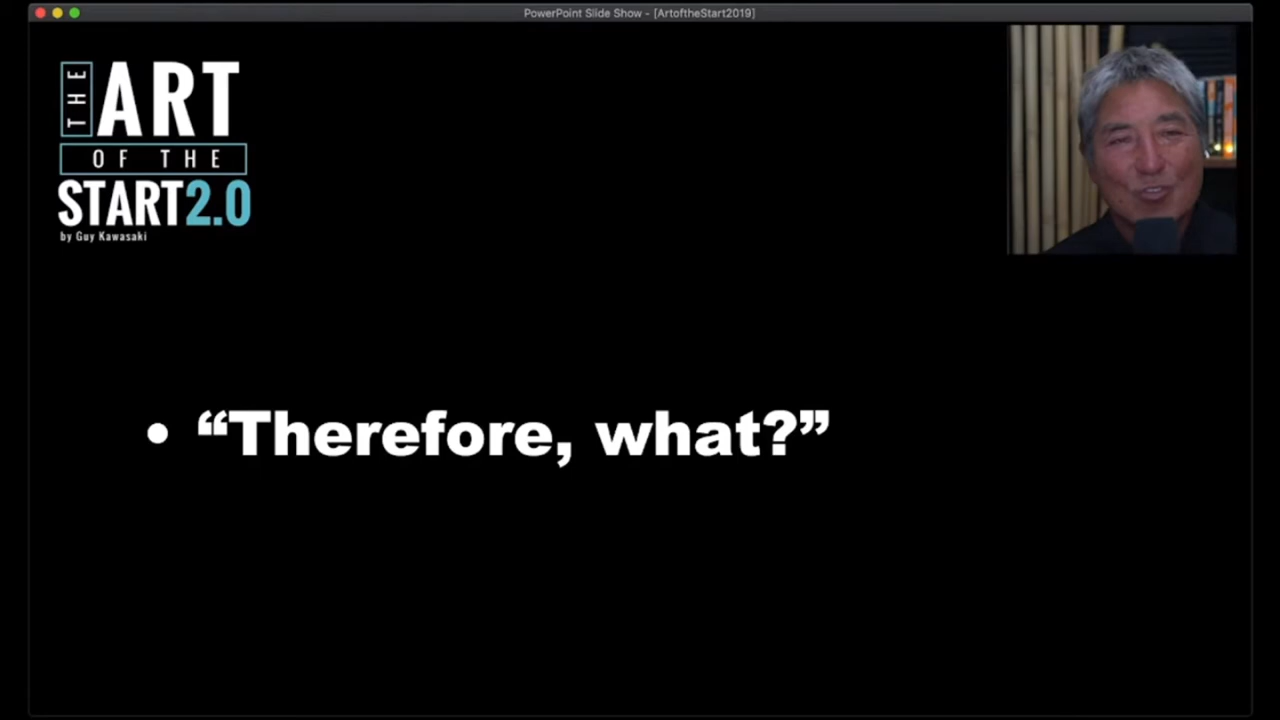 PowerPoint Slide Show - [ArtoftheStart2019]
THE ART
OF THE
START2.0
by Guy Kawasaki
• “Therefore, what?”